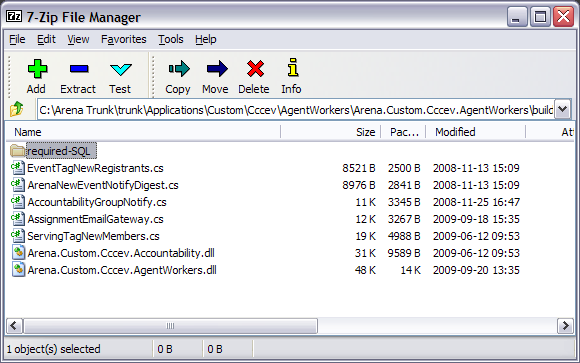 7-Zip File Manager
File Edit View Favorites Tools Help
Add Extract Test Copy Move Delete Info
C:\Arena Trunk\trunk\Applications\Custom\Cccev\AgentWorkers\Arena.Custom.Cccev.AgentWorkers\build
Name Size Pac... Modified Att
required-SQL
EventTagNewRegistrants.cs 8521 B 2500 B 2008-11-13 15:09
ArenaNewEventNotifyDigest.cs 8976 B 2841 B 2008-11-13 15:09
AccountabilityGroupNotify.cs 11 K 3345 B 2008-11-25 16:47
AssignmentEmailGateway.cs 12 K 3267 B 2009-09-18 15:35
ServingTagNewMembers.cs 19 K 4988 B 2009-06-12 09:53
Arena.Custom.Cccev.Accountability.dll 31 K 9589 B 2009-06-12 09:53
Arena.Custom.Cccev.AgentWorkers.dll 48 K 14 K 2009-09-20 13:35
1 object(s) selected 0 B 0 B